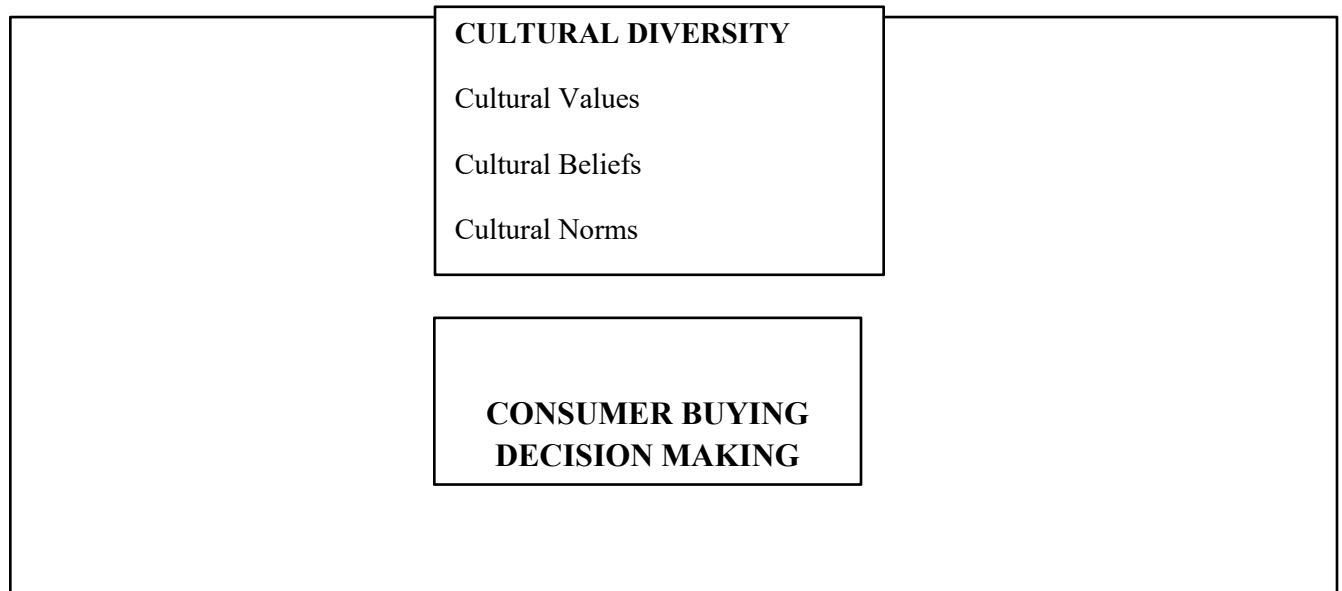 CULTURAL DIVERSITY
Cultural Values
Cultural Beliefs
Cultural Norms
CONSUMER BUYING
DECISION MAKING